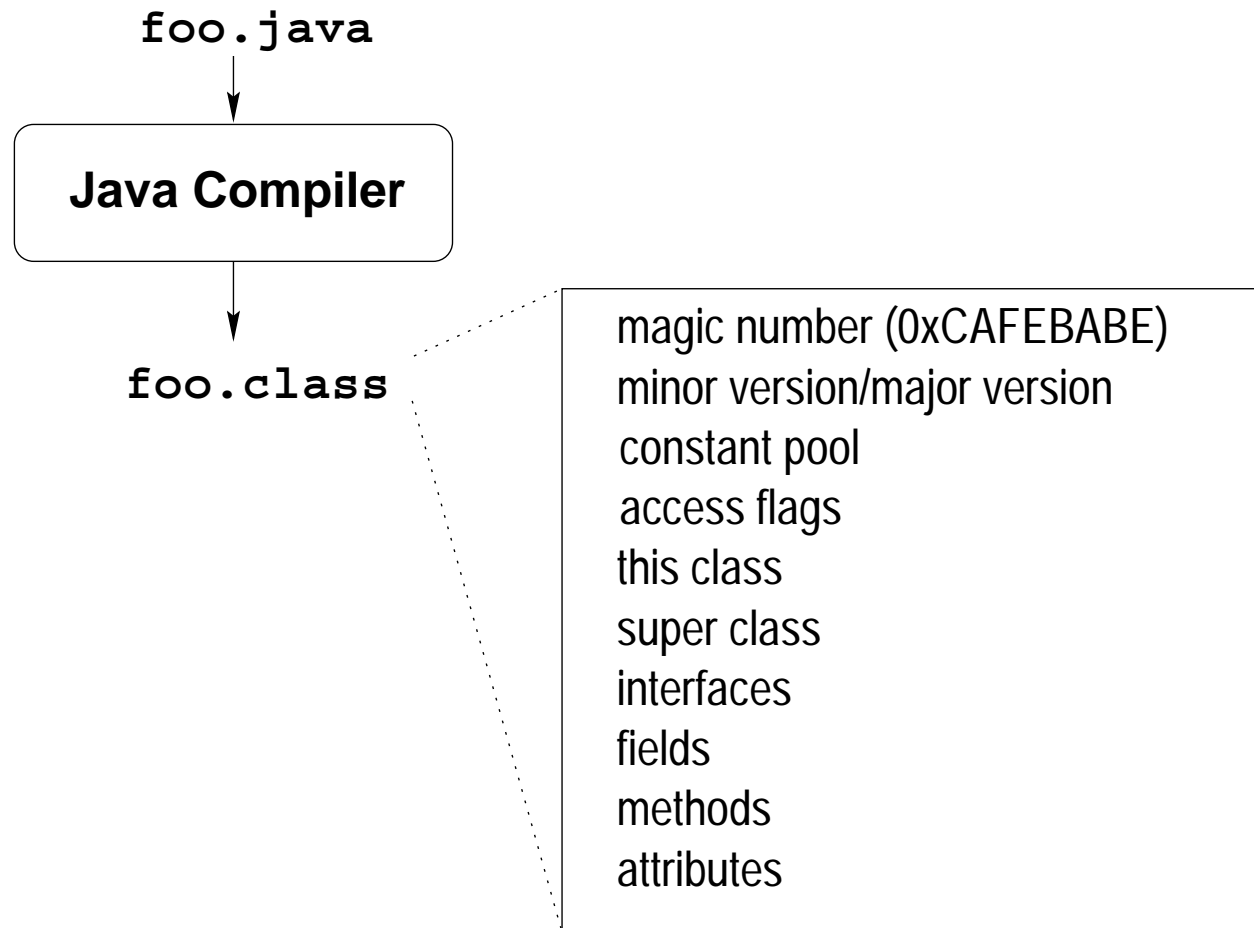 foo.java
Java Compiler
foo.class
magic number (0xCAFEBABE)
minor version/major version
constant pool
access flags
this class
super class
interfaces
fields
methods
attributes